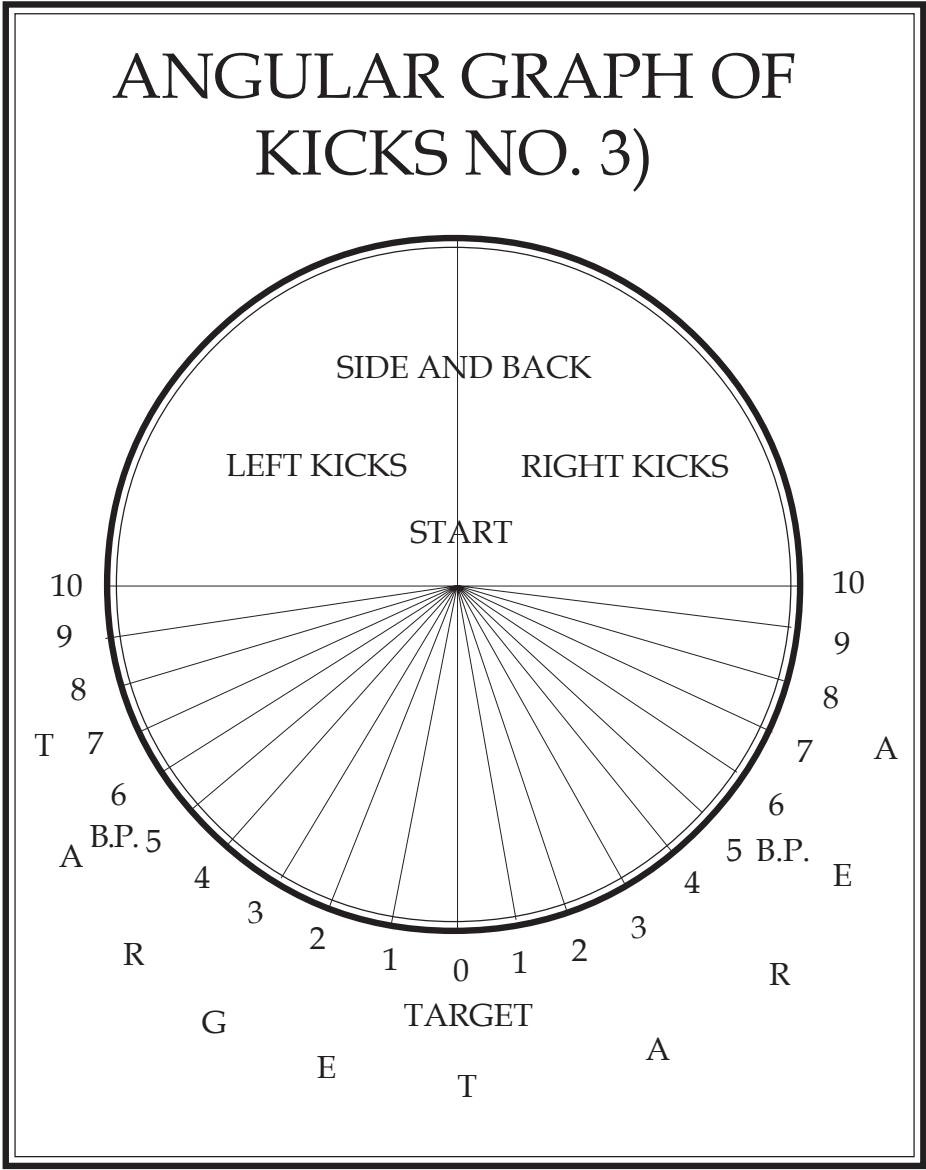 ANGULAR GRAPH OF
KICKS NO. 3)
SIDE AND BACK
LEFT KICKS RIGHT KICKS
START
10 10
9 9
8 8
T 7 7 A
6 6
A B.P. 5 5 B.P. E
4 4
3 3
2 2
1 0 1
R R
TARGET
G A
E T